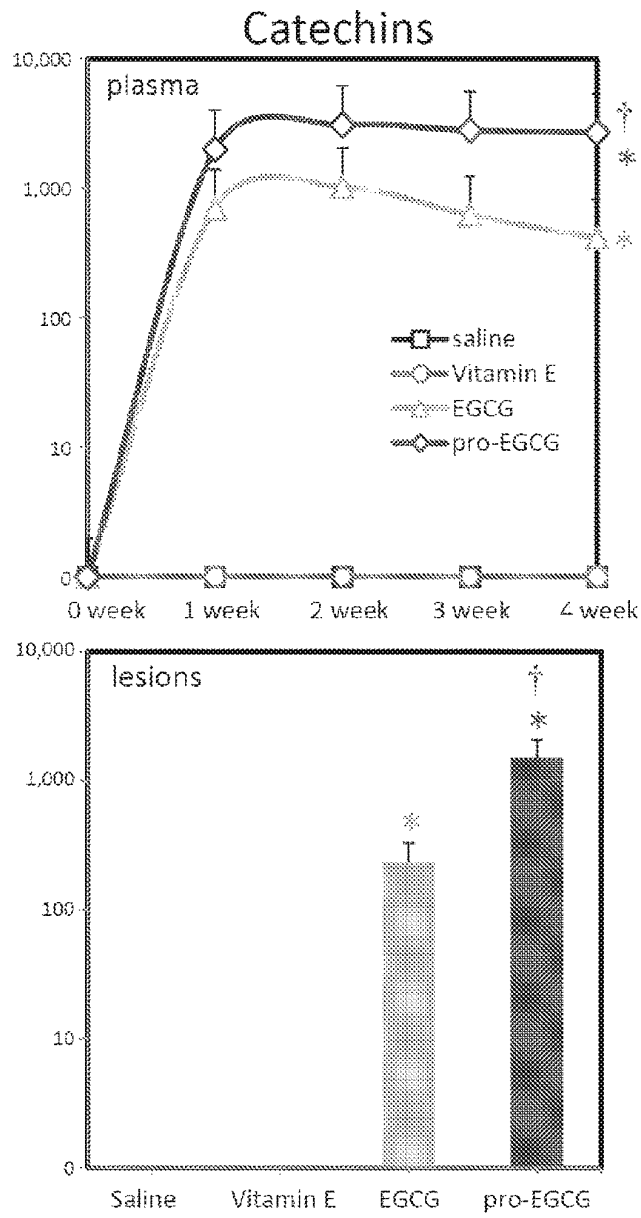 Catechins
10,000
plasma
†
*
1,000
*
100
saline
Vitamin E
EGCG
10
pro-EGCG
0
0 week 1 week 2 week 3 week 4 week
10,000
lesions
†
*
1,000
*
100
10
0
Saline Vitamin E EGCG pro-EGCG